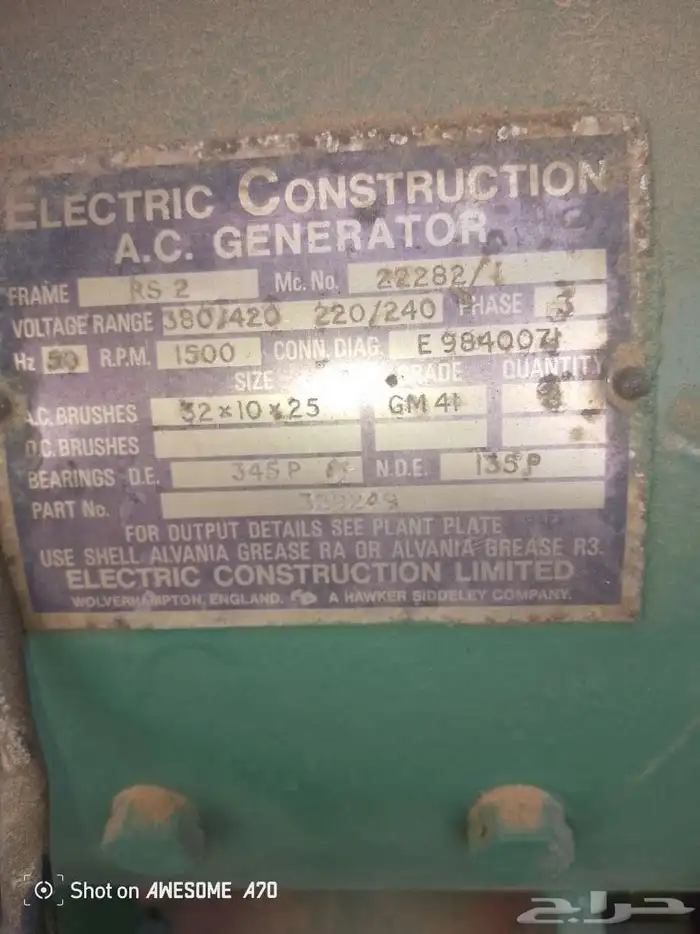 ELECTRIC CONSTRUCTION
A.C. GENERATOR
FRAME RS 2 Mc. No. 22282/1
VOLTAGE RANGE 380/420 220/240 PHASE 3
Hz 50 R.P.M. 1500 CONN. DIAG. E 984007
SIZE GRADE QUANTITY
A.C. BRUSHES 32 x 10 x 25 GM 41
D.C. BRUSHES
BEARINGS D.E. 345 P N.D.E. 135 P
PART No.
FOR OUTPUT DETAILS SEE PLANT PLATE
USE SHELL ALVANIA GREASE RA OR ALVANIA GREASE R3.
ELECTRIC CONSTRUCTION LIMITED
WOLVERHAMPTON, ENGLAND. A HAWKER SIDDELEY COMPANY.
Shot on AWESOME A70
حراج